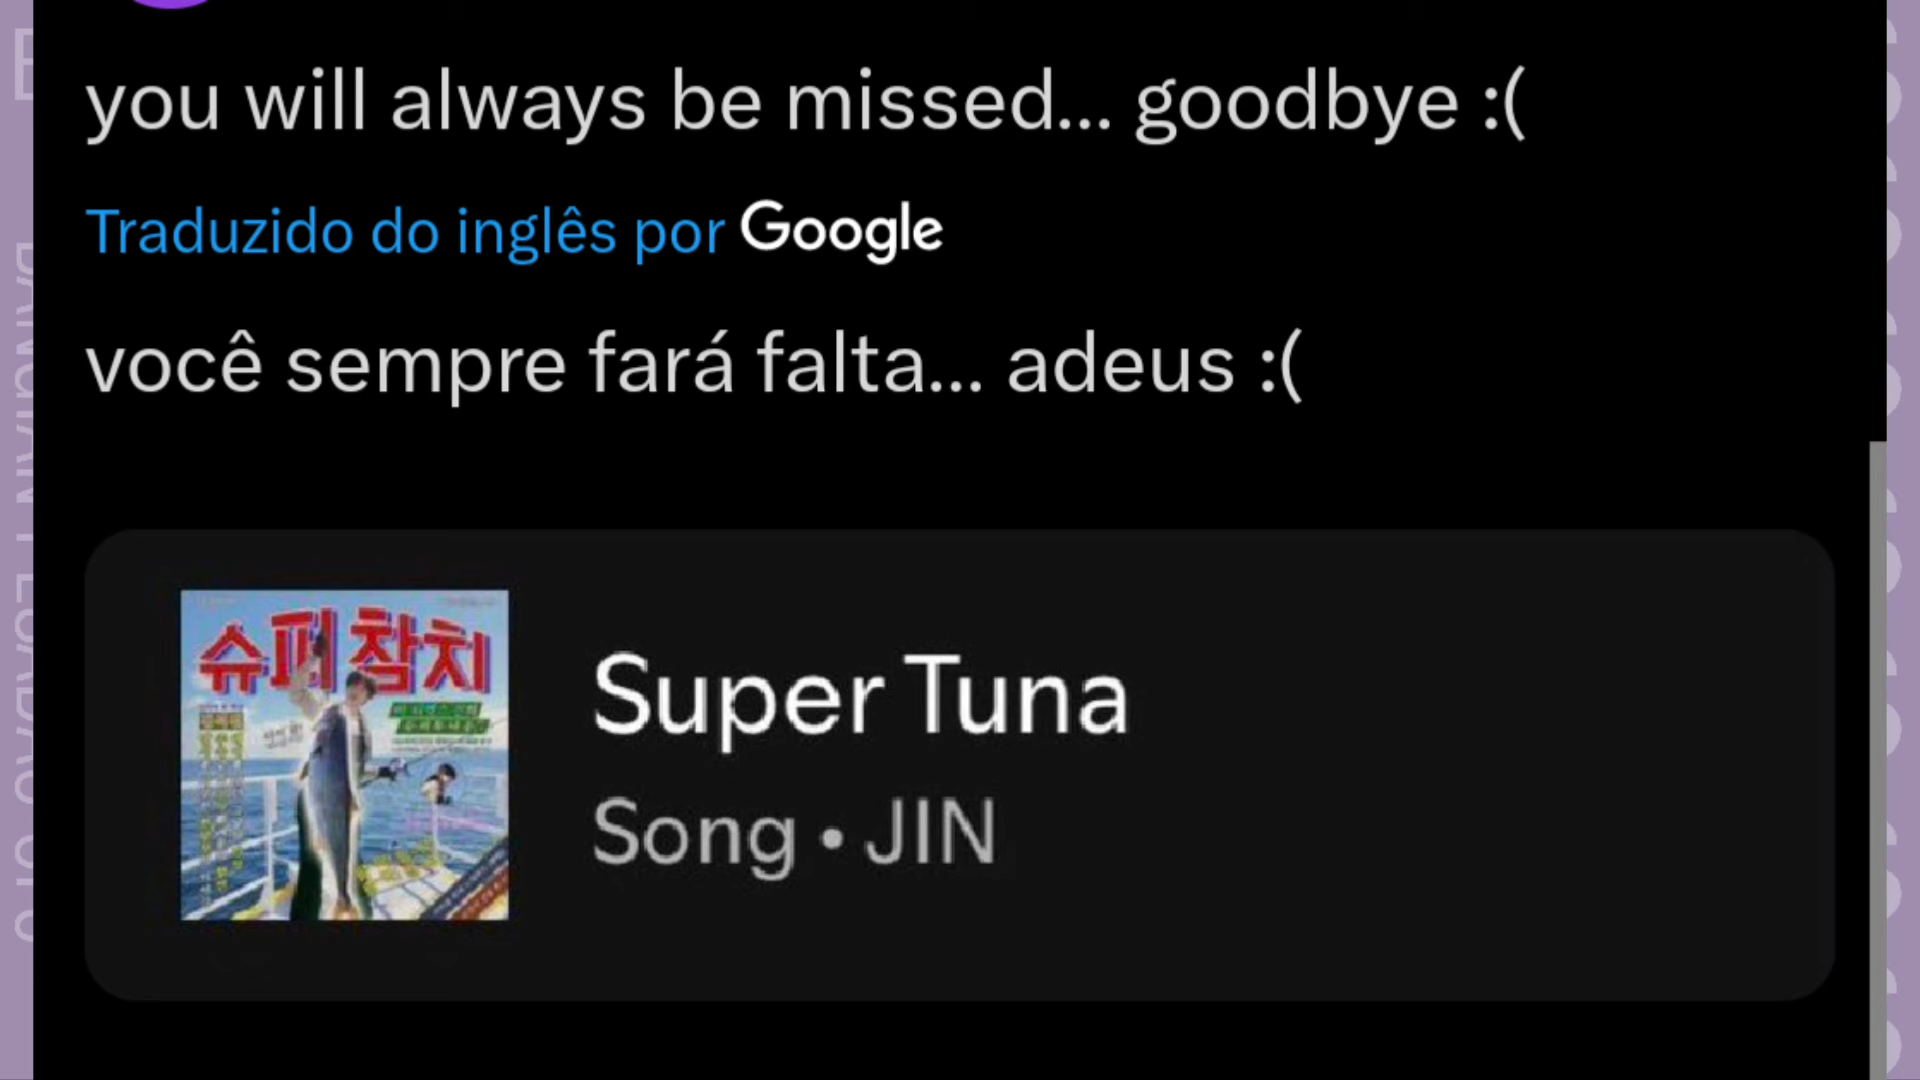 you will always be missed... goodbye :(
Traduzido do inglês por Google
você sempre fará falta... adeus :(
슈퍼 참치
Super Tuna
Song • JIN